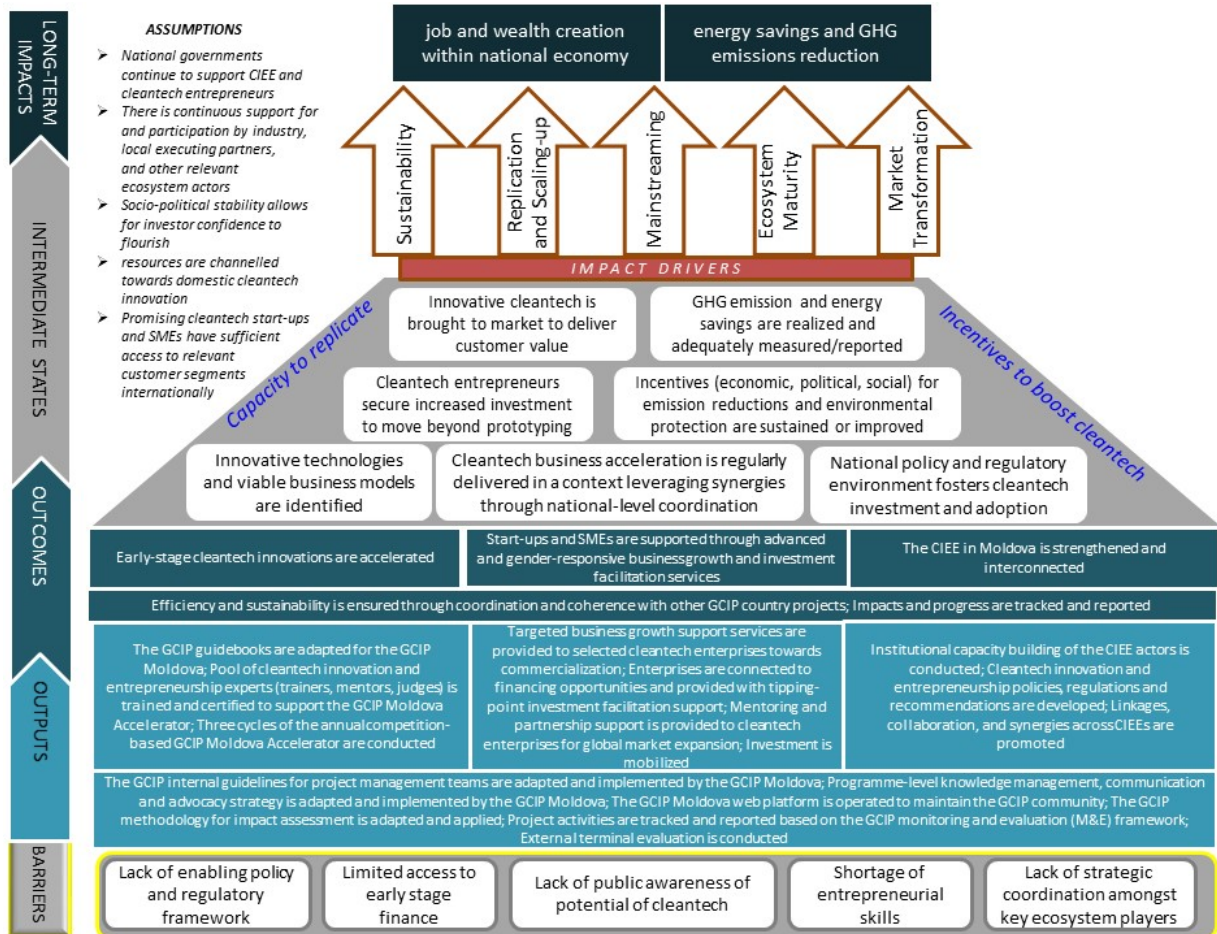 LONG-TERM
IMPACTS
INTERMEDIATE STATES
OUTCOMES
OUTPUTS
BARRIERS
ASSUMPTIONS
➢ National governments
continue to support CIEE and
cleantech entrepreneurs
➢ There is continuous support for
and participation by industry,
local executing partners,
and other relevant
ecosystem actors
➢ Socio-political stability allows
for investor confidence to
flourish
➢ resources are channelled
towards domestic cleantech
innovation
➢ Promising cleantech start-ups
and SMEs have sufficient
access to relevant
customer segments
internationally
job and wealth creation
within national economy
energy savings and GHG
emissions reduction
Sustainability
Replication
and Scaling-up
Mainstreaming
Ecosystem
Maturity
Market
Transformation
IMPACT DRIVERS
Capacity to replicate
Incentives to boost cleantech
Innovative cleantech is
brought to market to deliver
customer value
GHG emission and energy
savings are realized and
adequately measured/reported
Cleantech entrepreneurs
secure increased investment
to move beyond prototyping
Incentives (economic, political, social) for
emission reductions and environmental
protection are sustained or improved
Innovative technologies
and viable business models
are identified
Cleantech business acceleration is regularly
delivered in a context leveraging synergies
through national-level coordination
National policy and regulatory
environment fosters cleantech
investment and adoption
Early-stage cleantech innovations are accelerated
Start-ups and SMEs are supported through advanced
and gender-responsive business growth and investment
facilitation services
The CIEE in Moldova is strengthened and
interconnected
Efficiency and sustainability is ensured through coordination and coherence with other GCIP country projects; Impacts and progress are tracked and reported
The GCIP guidebooks are adapted for the GCIP
Moldova; Pool of cleantech innovation and
entrepreneurship experts (trainers, mentors, judges) is
trained and certified to support the GCIP Moldova
Accelerator; Three cycles of the annual competition-
based GCIP Moldova Accelerator are conducted
Targeted business growth support services are
provided to selected cleantech enterprises towards
commercialization; Enterprises are connected to
financing opportunities and provided with tipping-
point investment facilitation support; Mentoring and
partnership support is provided to cleantech
enterprises for global market expansion; Investment is
mobilized
Institutional capacity building of the CIEE actors is
conducted; Cleantech innovation and
entrepreneurship policies, regulations and
recommendations are developed; Linkages,
collaboration, and synergies across CIEEs are
promoted
The GCIP internal guidelines for project management teams are adapted and implemented by the GCIP Moldova; Programme-level knowledge management, communication
and advocacy strategy is adapted and implemented by the GCIP Moldova; The GCIP Moldova web platform is operated to maintain the GCIP community; The GCIP
methodology for impact assessment is adapted and applied; Project activities are tracked and reported based on the GCIP monitoring and evaluation (M&E) framework;
External terminal evaluation is conducted
Lack of enabling policy
and regulatory
framework
Limited access to
early stage
finance
Lack of public awareness of
potential of cleantech
Shortage of
entrepreneurial
skills
Lack of strategic
coordination amongst
key ecosystem players